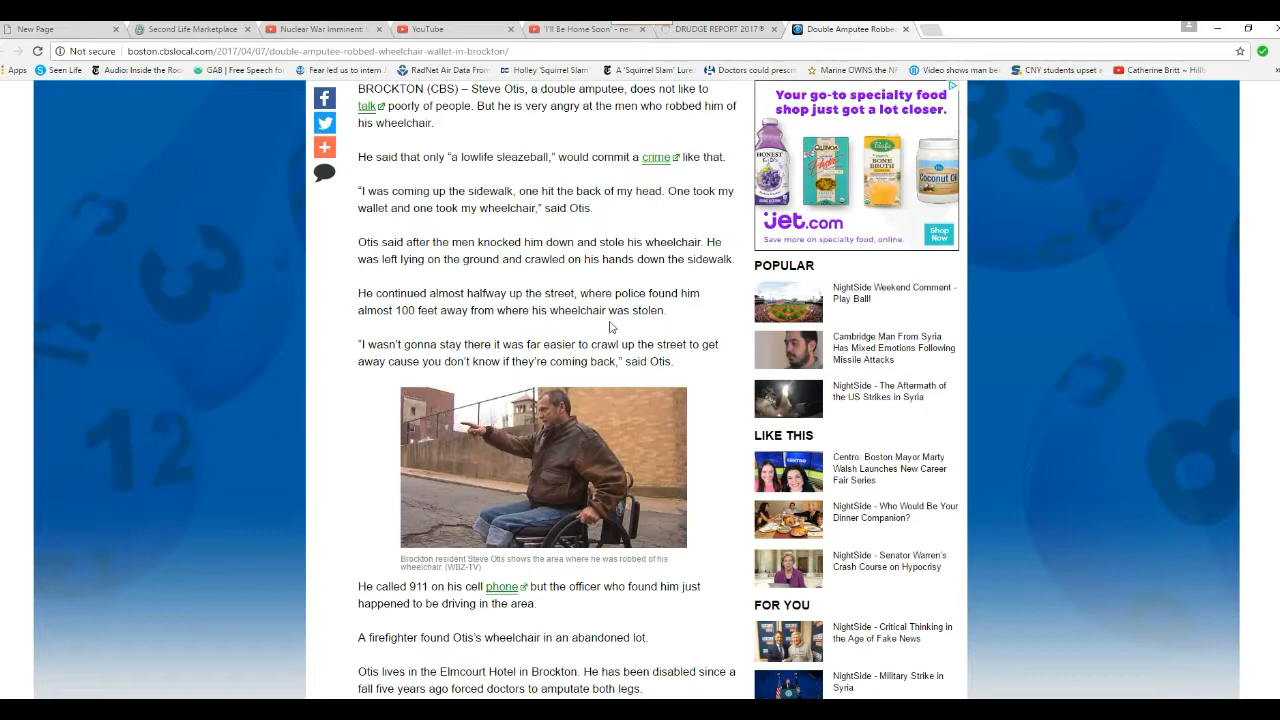 New Page
Second Life Marketplace
Nuclear War Imminent:
YouTube
"I'll Be Home Soon" - ne
DRUDGE REPORT 2017®
Double Amputee Robbe
Not secure
boston.cbslocal.com/2017/04/07/double-amputee-robbed-wheelchair-wallet-in-brockton/
Apps
Seen Life
Audio: Inside the Roo
GAB | Free Speech fo
Fear led us to intern J
RadNet Air Data From
Holley 'Squirrel Slam
A 'Squirrel Slam' Lure
Doctors could prescri
Marine OWNS the NF
Video shows man be
CNY students upset a
Catherine Britt ~ Hillb
BROCKTON (CBS) – Steve Otis, a double amputee, does not like to
talk poorly of people. But he is very angry at the men who robbed him of
his wheelchair.
He said that only “a lowlife sleazeball,” would commit a crime like that.
“I was coming up the sidewalk, one hit the back of my head. One took my
wallet and one took my wheelchair,” said Otis.
Otis said after the men knocked him down and stole his wheelchair. He
was left lying on the ground and crawled on his hands down the sidewalk.
He continued almost halfway up the street, where police found him
almost 100 feet away from where his wheelchair was stolen.
“I wasn’t gonna stay there it was far easier to crawl up the street to get
away cause you don’t know if they’re coming back,” said Otis.
Brockton resident Steve Otis shows the area where he was robbed of his
wheelchair. (WBZ-TV)
He called 911 on his cell phone but the officer who found him just
happened to be driving in the area.
A firefighter found Otis’s wheelchair in an abandoned lot.
Otis lives in the Elmcourt Hotel in Brockton. He has been disabled since a
fall five years ago forced doctors to amputate both legs.
Your go-to specialty food
shop just got a lot closer.
HONEST
QUINOA
Pacific
BONE
BROTH
Coconut Oil
jet.com
Save more on specialty food, online.
Shop
Now
POPULAR
NightSide Weekend Comment -
Play Ball!
Cambridge Man From Syria
Has Mixed Emotions Following
Missile Attacks
NightSide - The Aftermath of
the US Strikes in Syria
LIKE THIS
Centro: Boston Mayor Marty
Walsh Launches New Career
Fair Series
NightSide - Who Would Be Your
Dinner Companion?
NightSide - Senator Warren's
Crash Course on Hypocrisy
FOR YOU
NightSide - Critical Thinking in
the Age of Fake News
NightSide - Military Strike in
Syria